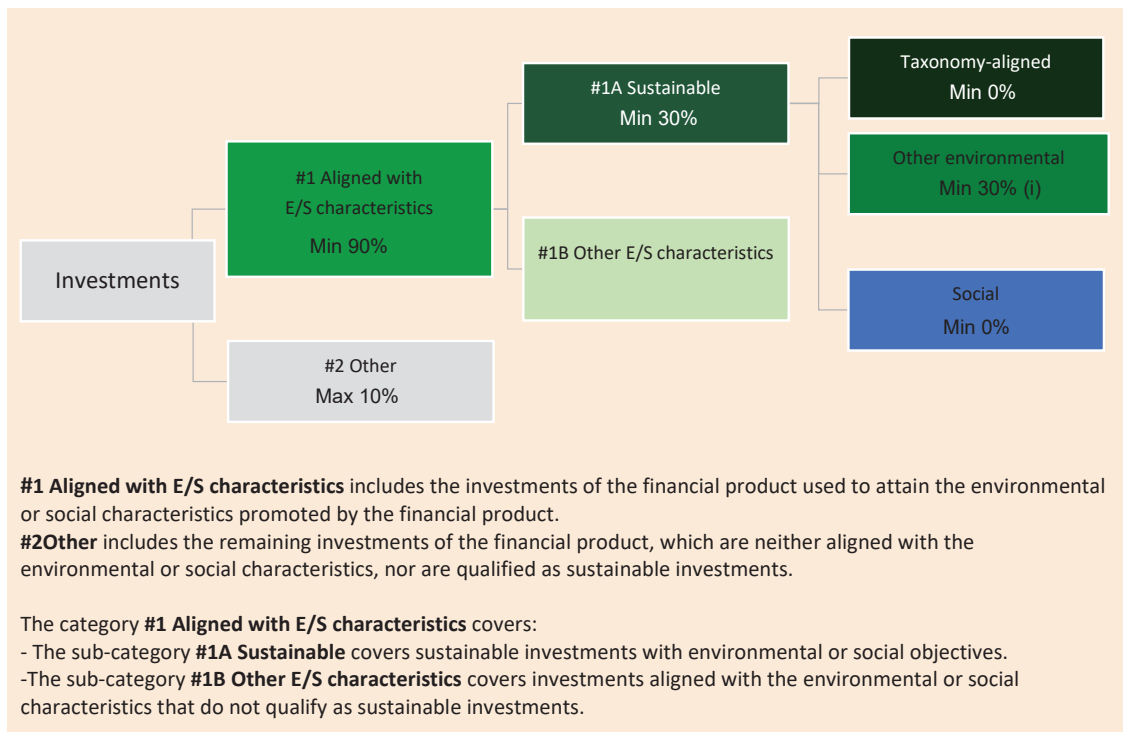 Investments
#1 Aligned with
E/S characteristics
Min 90%
#2 Other
Max 10%
#1A Sustainable
Min 30%
#1B Other E/S characteristics
Taxonomy-aligned
Min 0%
Other environmental
Min 30% (i)
Social
Min 0%
#1 Aligned with E/S characteristics includes the investments of the financial product used to attain the environmental
or social characteristics promoted by the financial product.
#2Other includes the remaining investments of the financial product, which are neither aligned with the
environmental or social characteristics, nor are qualified as sustainable investments.
The category #1 Aligned with E/S characteristics covers:
- The sub-category #1A Sustainable covers sustainable investments with environmental or social objectives.
-The sub-category #1B Other E/S characteristics covers investments aligned with the environmental or social
characteristics that do not qualify as sustainable investments.